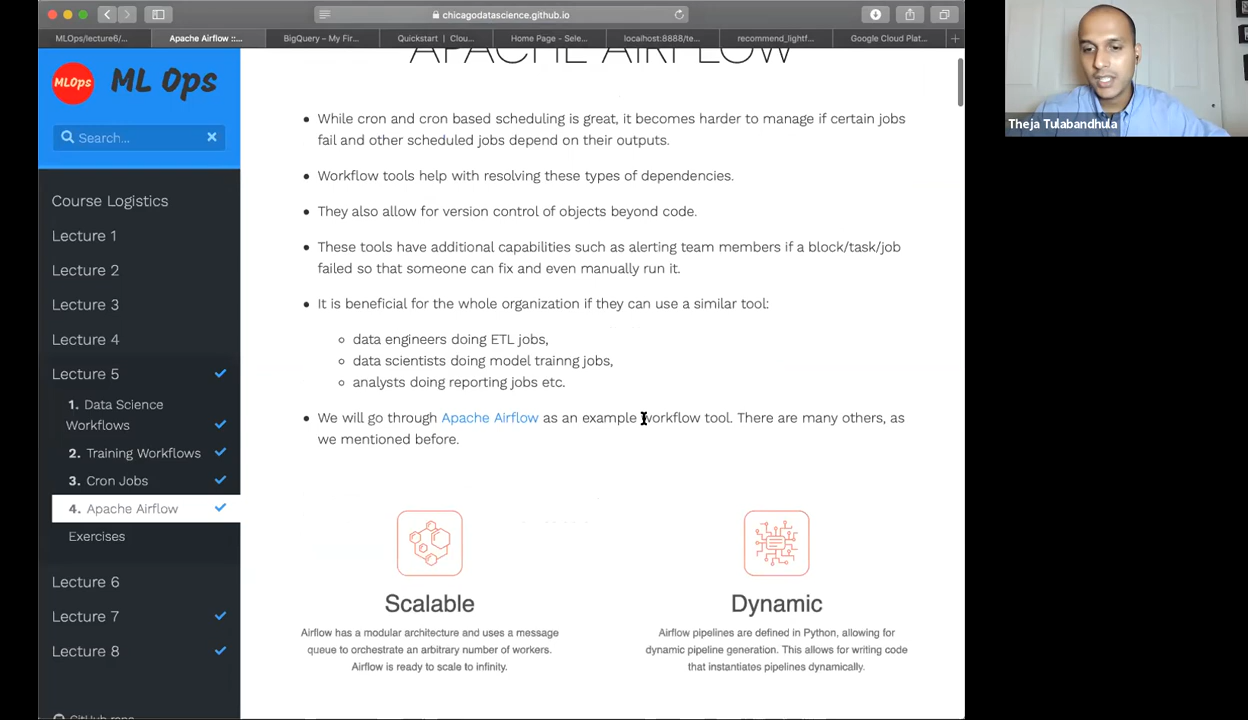 chicagodatascience.github.io
MLOps/lecture6/...
Apache Airflow ::...
BigQuery – My Fir...
Quickstart | Clou...
Home Page - Sele...
localhost:8888/te...
recommend_lightf...
Google Cloud Plat...
MLOps
ML Ops
Search...
Course Logistics
Lecture 1
Lecture 2
Lecture 3
Lecture 4
Lecture 5
1. Data Science
Workflows
2. Training Workflows
3. Cron Jobs
4. Apache Airflow
Exercises
Lecture 6
Lecture 7
Lecture 8
GitHub repo
APACHE AIRFLOW
While cron and cron based scheduling is great, it becomes harder to manage if certain jobs
fail and other scheduled jobs depend on their outputs.
Workflow tools help with resolving these types of dependencies.
They also allow for version control of objects beyond code.
These tools have additional capabilities such as alerting team members if a block/task/job
failed so that someone can fix and even manually run it.
It is beneficial for the whole organization if they can use a similar tool:
data engineers doing ETL jobs,
data scientists doing model trainng jobs,
analysts doing reporting jobs etc.
We will go through Apache Airflow as an example workflow tool. There are many others, as
we mentioned before.
Scalable
Airflow has a modular architecture and uses a message
queue to orchestrate an arbitrary number of workers.
Airflow is ready to scale to infinity.
Dynamic
Airflow pipelines are defined in Python, allowing for
dynamic pipeline generation. This allows for writing code
that instantiates pipelines dynamically.
Theja Tulabandhula